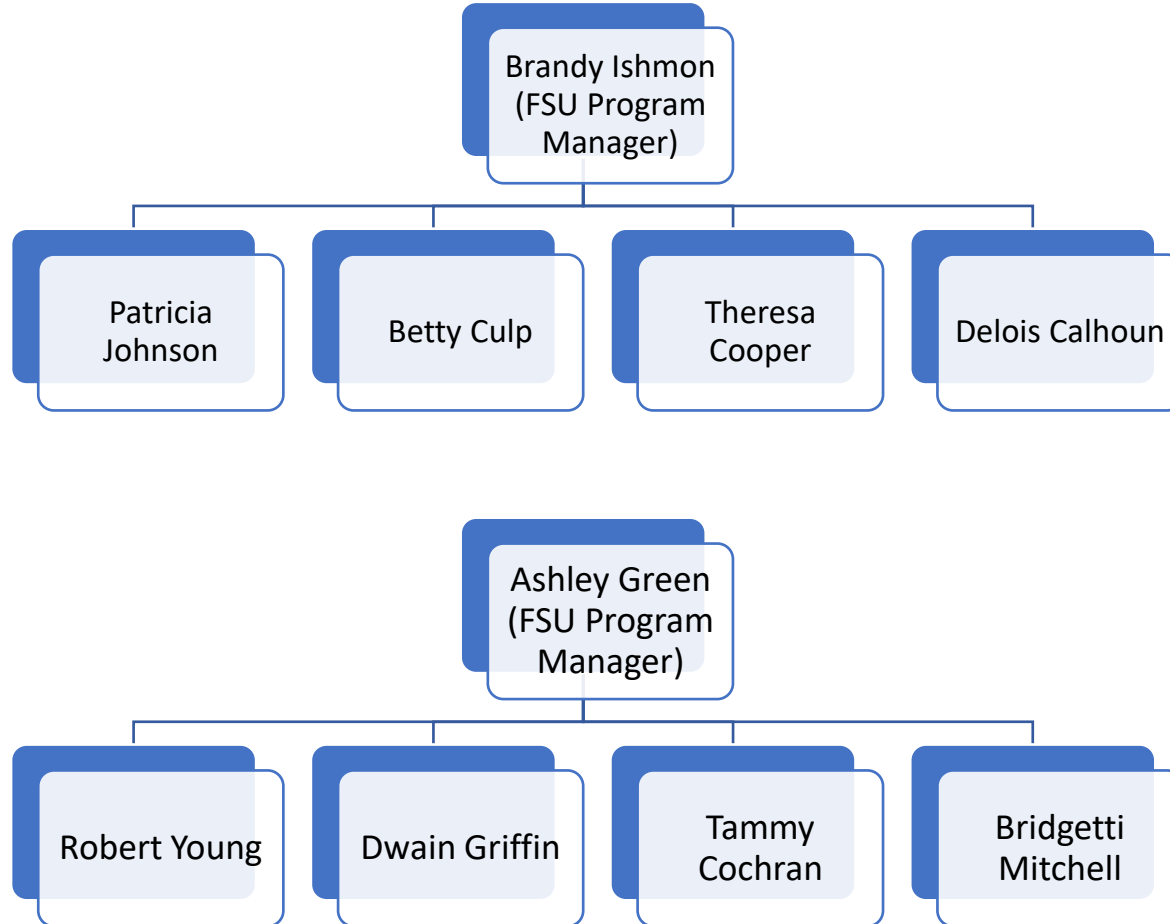 Brandy Ishmon
(FSU Program
Manager)
Patricia
Johnson
Betty Culp
Theresa
Cooper
Delois Calhoun
Ashley Green
(FSU Program
Manager)
Robert Young
Dwain Griffin
Tammy
Cochran
Bridgetti
Mitchell